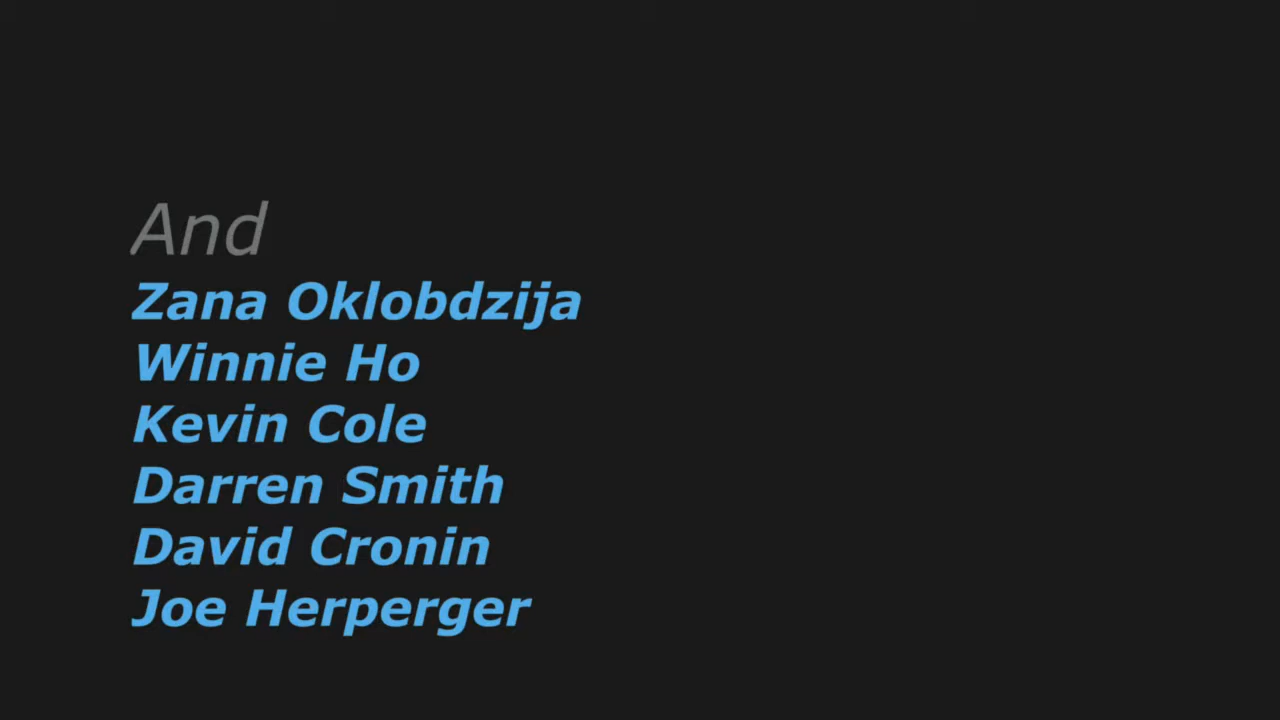 And
Zana Oklobdzija
Winnie Ho
Kevin Cole
Darren Smith
David Cronin
Joe Herperger